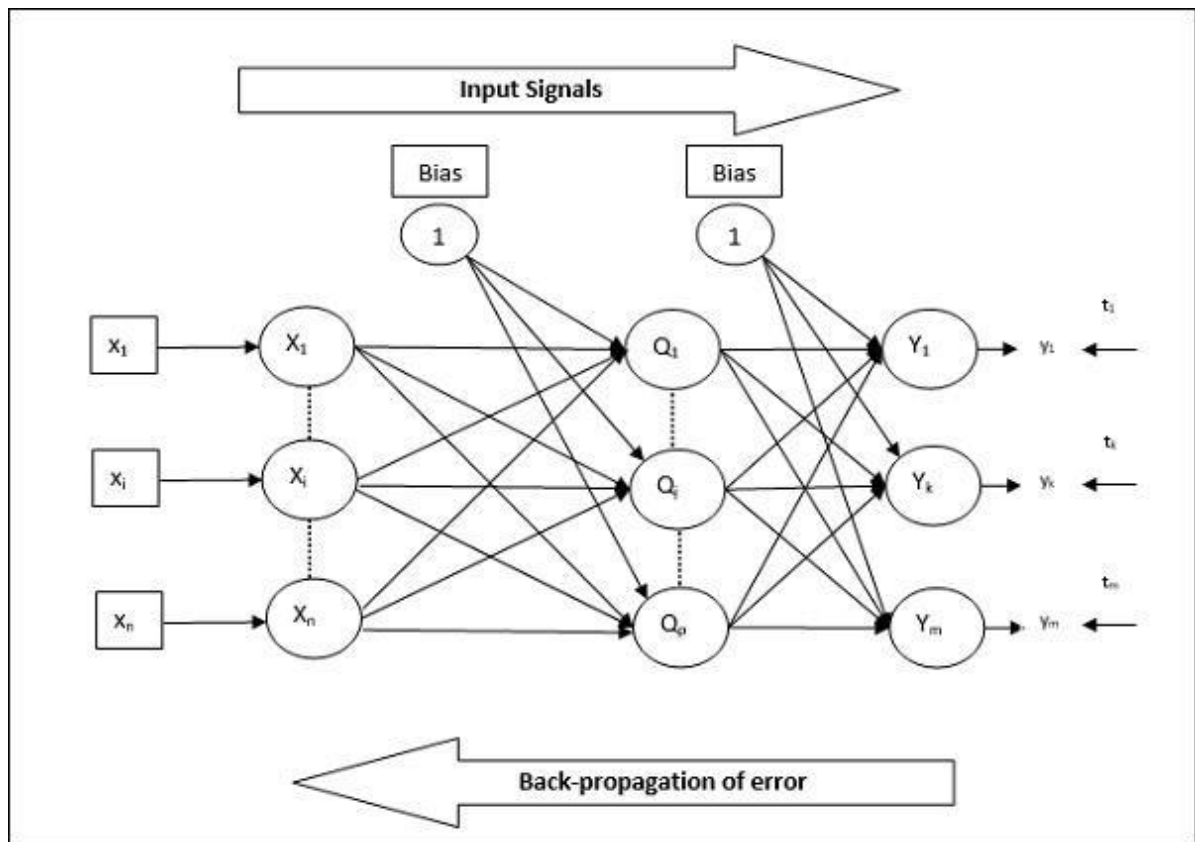 Input Signals
Bias
Bias
1
1
x₁
X₁
Q₁
Y₁
y₁
t₁
xᵢ
Xᵢ
Qⱼ
Yₖ
yₖ
tₖ
xₙ
Xₙ
Qₚ
Yₘ
yₘ
tₘ
Back-propagation of error